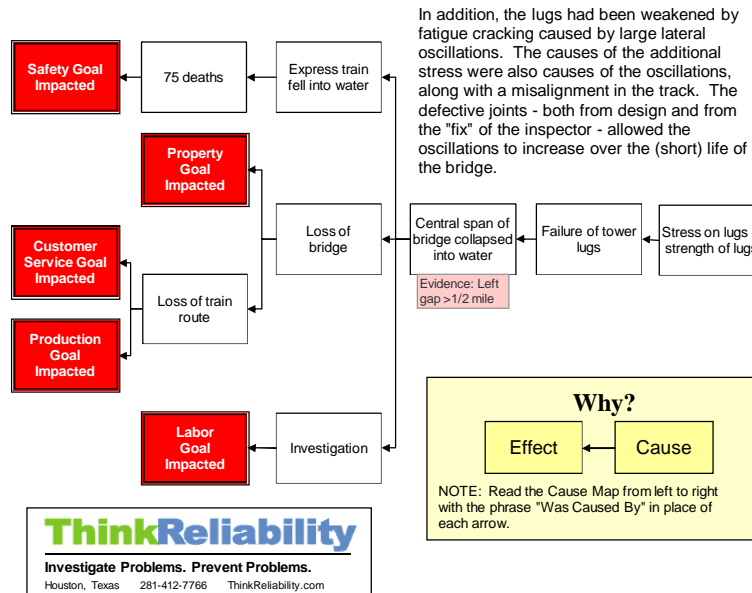 In addition, the lugs had been weakened by
fatigue cracking caused by large lateral
oscillations. The causes of the additional
stress were also causes of the oscillations,
along with a misalignment in the track. The
defective joints - both from design and from
the "fix" of the inspector - allowed the
oscillations to increase over the (short) life of
the bridge.
Safety Goal
Impacted
75 deaths
Express train
fell into water
Property
Goal
Impacted
Customer
Service Goal
Impacted
Production
Goal
Impacted
Loss of train
route
Loss of
bridge
Central span of
bridge collapsed
into water
Evidence: Left
gap >1/2 mile
Failure of tower
lugs
Stress on lugs
strength of lugs
Labor
Goal
Impacted
Investigation
Why?
Effect
Cause
NOTE: Read the Cause Map from left to right
with the phrase "Was Caused By" in place of
each arrow.
ThinkReliability
Investigate Problems. Prevent Problems.
Houston, Texas 281-412-7766 ThinkReliability.com